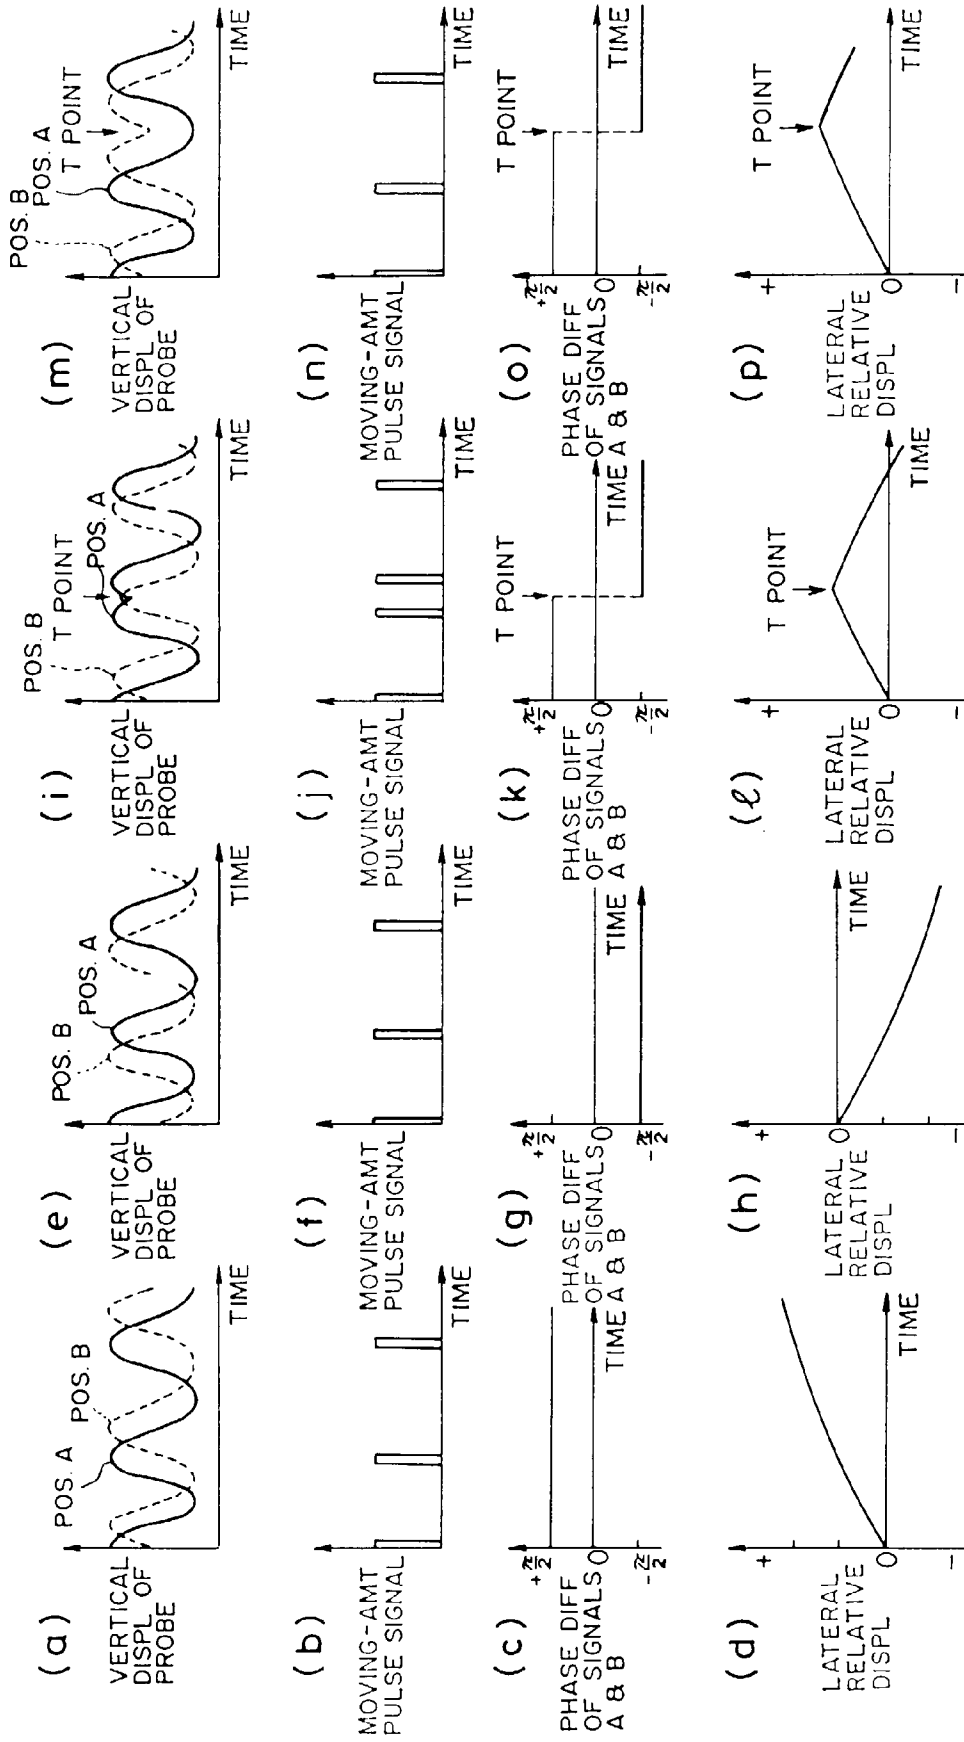 (a)
VERTICAL
DISPL OF
PROBE
POS. A
POS. B
TIME
(b)
MOVING-AMT
PULSE SIGNAL
TIME
(c)
PHASE DIFF
OF SIGNALS
A & B
+π/2
0
-π/2
TIME
(d)
LATERAL
RELATIVE
DISPL
+
0
-
TIME
(e)
VERTICAL
DISPL OF
PROBE
POS. B
POS. A
TIME
(f)
MOVING-AMT
PULSE SIGNAL
TIME
(g)
PHASE DIFF
OF SIGNALS
A & B
+π/2
0
-π/2
TIME
(h)
LATERAL
RELATIVE
DISPL
+
0
-
TIME
(i)
VERTICAL
DISPL OF
PROBE
POS. B
T POINT
POS. A
TIME
(j)
MOVING-AMT
PULSE SIGNAL
TIME
(k)
PHASE DIFF
OF SIGNALS
A & B
+π/2
0
-π/2
T POINT
TIME
(ℓ)
LATERAL
RELATIVE
DISPL
+
0
-
T POINT
TIME
(m)
VERTICAL
DISPL OF
PROBE
POS. B
POS. A
T POINT
TIME
(n)
MOVING-AMT
PULSE SIGNAL
TIME
(o)
PHASE DIFF
OF SIGNALS
A & B
+π/2
0
-π/2
T POINT
TIME
(p)
LATERAL
RELATIVE
DISPL
+
0
-
T POINT
TIME